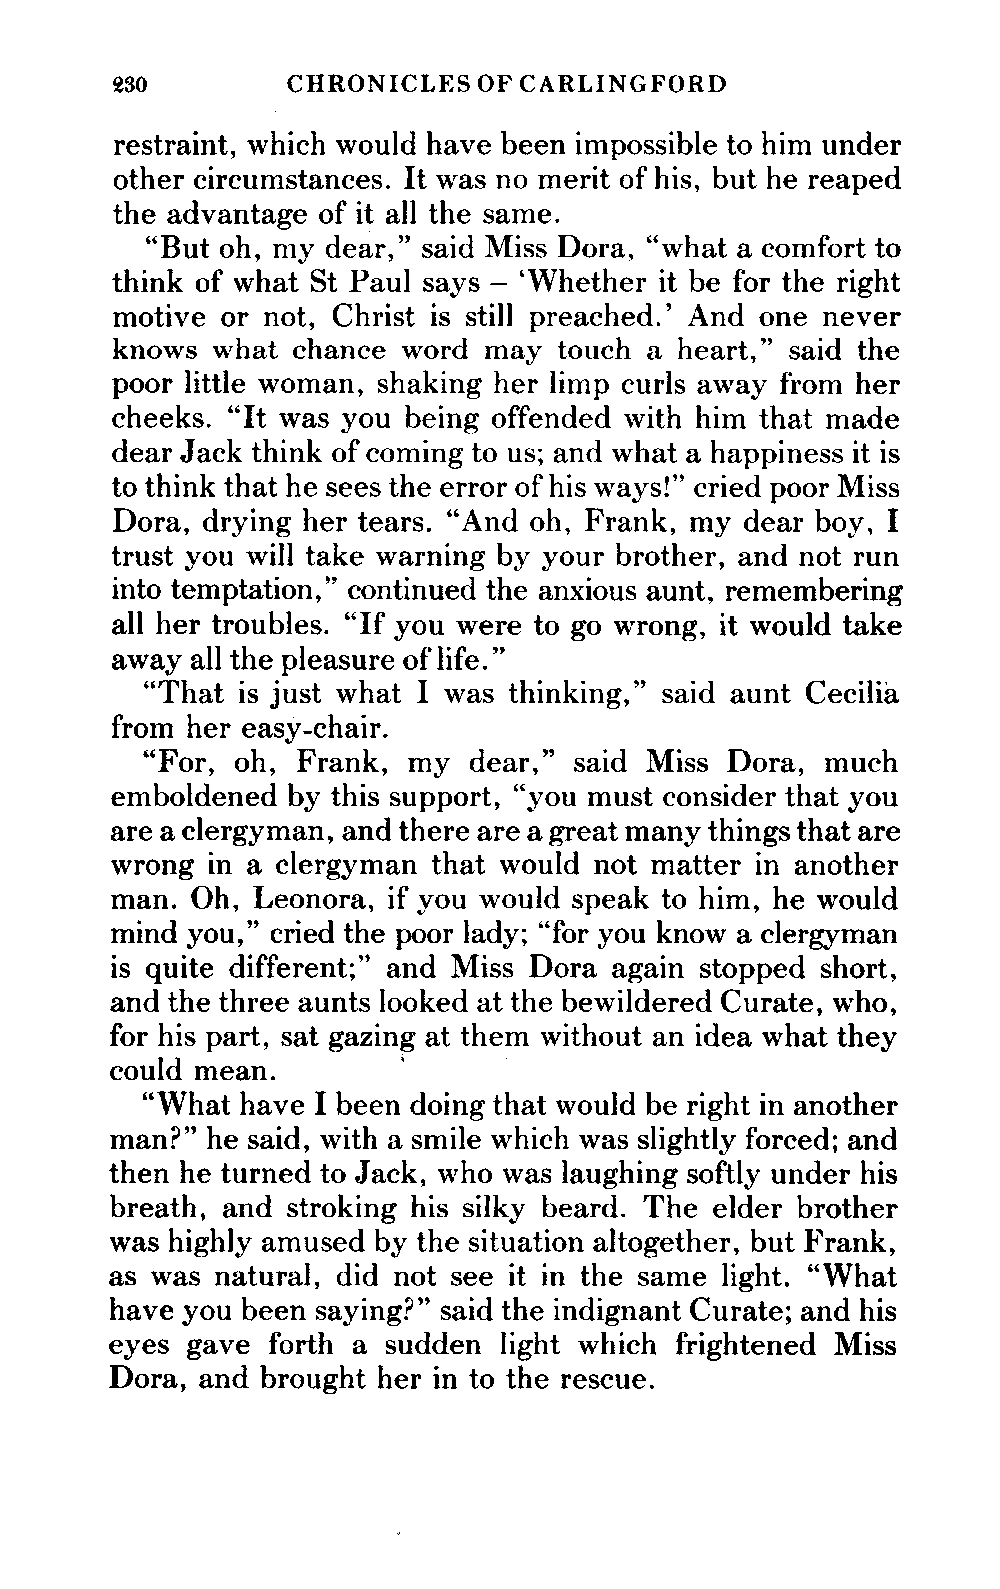 230 CHRONICLES OF CARLINGFORD
restraint, which would have been impossible to him under
other circumstances. It was no merit of his, but he reaped
the advantage of it all the same.
“But oh, my dear,” said Miss Dora, “what a comfort to
think of what St Paul says – ‘Whether it be for the right
motive or not, Christ is still preached.’ And one never
knows what chance word may touch a heart,” said the
poor little woman, shaking her limp curls away from her
cheeks. “It was you being offended with him that made
dear Jack think of coming to us; and what a happiness it is
to think that he sees the error of his ways!” cried poor Miss
Dora, drying her tears. “And oh, Frank, my dear boy, I
trust you will take warning by your brother, and not run
into temptation,” continued the anxious aunt, remembering
all her troubles. “If you were to go wrong, it would take
away all the pleasure of life.”
“That is just what I was thinking,” said aunt Cecilia
from her easy-chair.
“For, oh, Frank, my dear,” said Miss Dora, much
emboldened by this support, “you must consider that you
are a clergyman, and there are a great many things that are
wrong in a clergyman that would not matter in another
man. Oh, Leonora, if you would speak to him, he would
mind you,” cried the poor lady; “for you know a clergyman
is quite different;” and Miss Dora again stopped short,
and the three aunts looked at the bewildered Curate, who,
for his part, sat gazing at them without an idea what they
could mean.
“What have I been doing that would be right in another
man?” he said, with a smile which was slightly forced; and
then he turned to Jack, who was laughing softly under his
breath, and stroking his silky beard. The elder brother
was highly amused by the situation altogether, but Frank,
as was natural, did not see it in the same light. “What
have you been saying?” said the indignant Curate; and his
eyes gave forth a sudden light which frightened Miss
Dora, and brought her in to the rescue.